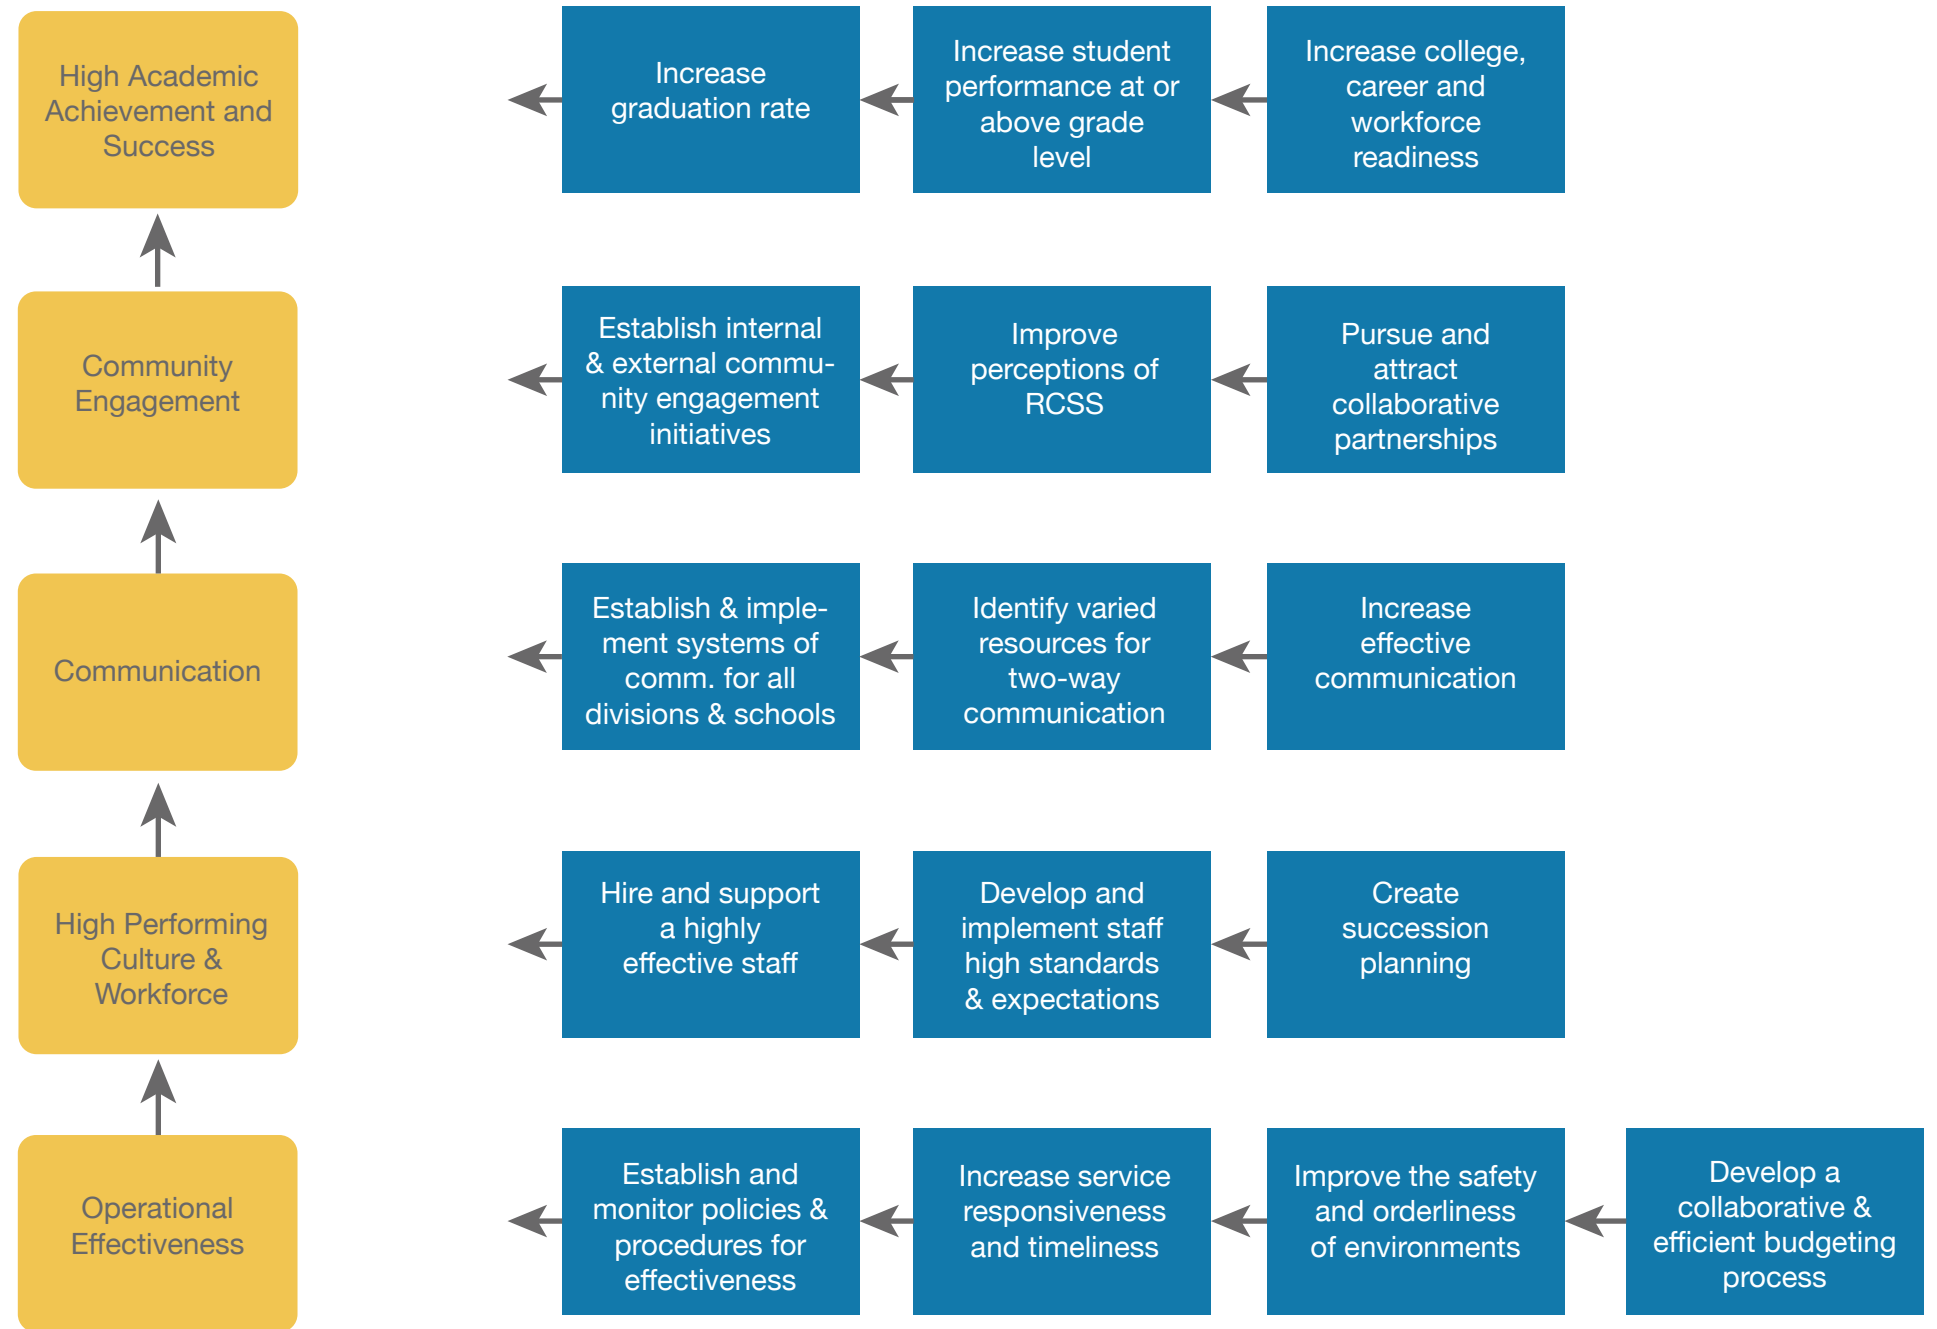 High Academic
Achievement and
Success
Increase
graduation rate
Increase student
performance at or
above grade
level
Increase college,
career and
workforce
readiness
Community
Engagement
Establish internal
& external commu-
nity engagement
initiatives
Improve
perceptions of
RCSS
Pursue and
attract
collaborative
partnerships
Communication
Establish & imple-
ment systems of
comm. for all
divisions & schools
Identify varied
resources for
two-way
communication
Increase
effective
communication
High Performing
Culture &
Workforce
Hire and support
a highly
effective staff
Develop and
implement staff
high standards
& expectations
Create
succession
planning
Operational
Effectiveness
Establish and
monitor policies &
procedures for
effectiveness
Increase service
responsiveness
and timeliness
Improve the safety
and orderliness
of environments
Develop a
collaborative &
efficient budgeting
process